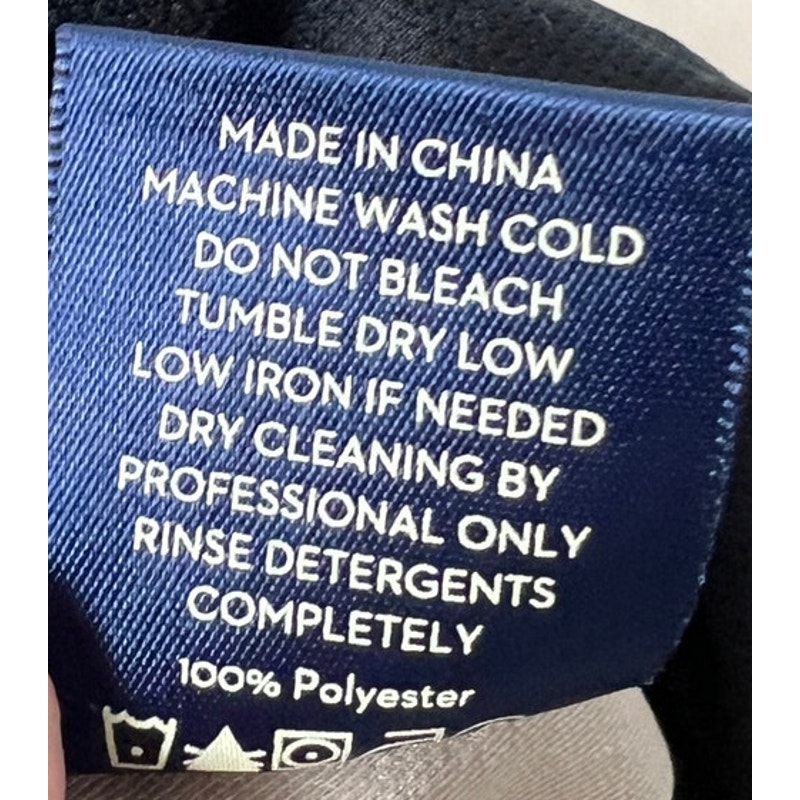 MADE IN CHINA
MACHINE WASH COLD
DO NOT BLEACH
TUMBLE DRY LOW
LOW IRON IF NEEDED
DRY CLEANING BY
PROFESSIONAL ONLY
RINSE DETERGENTS
COMPLETELY
100% Polyester